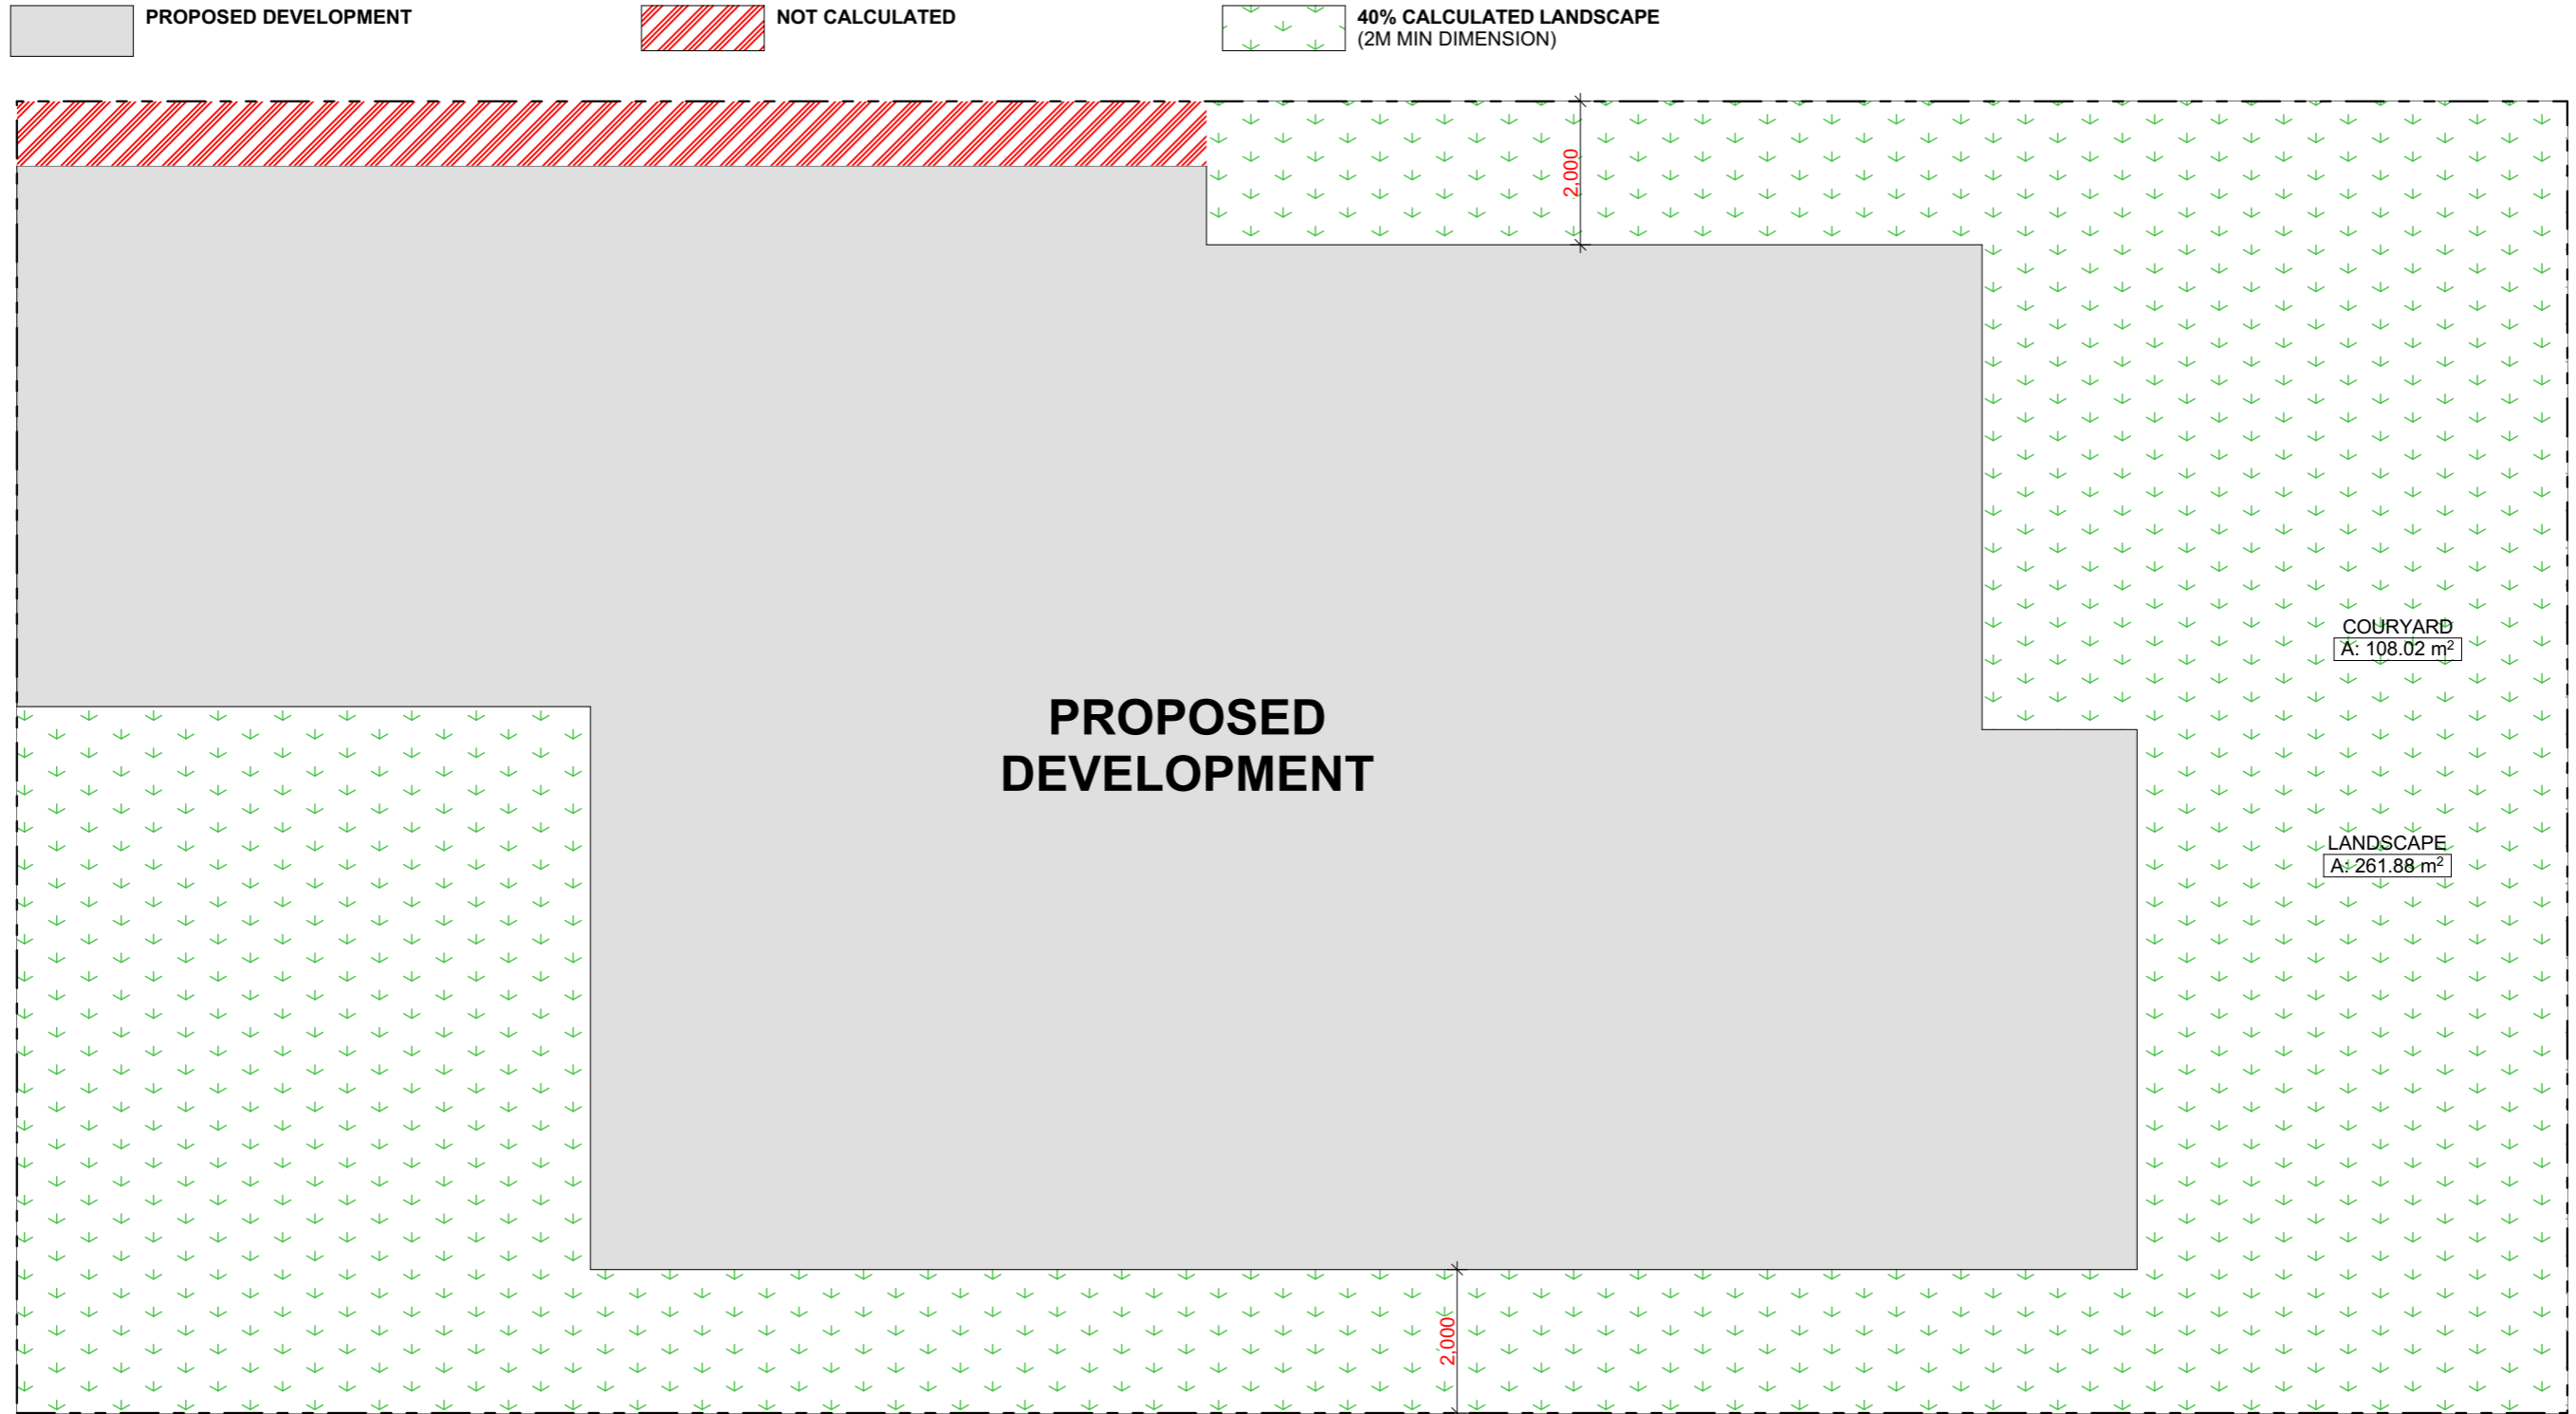 PROPOSED DEVELOPMENT
NOT CALCULATED
40% CALCULATED LANDSCAPE
(2M MIN DIMENSION)
2,000
COURYARD
A: 108.02 m²
PROPOSED
DEVELOPMENT
LANDSCAPE
A: 261.88 m²
2,000